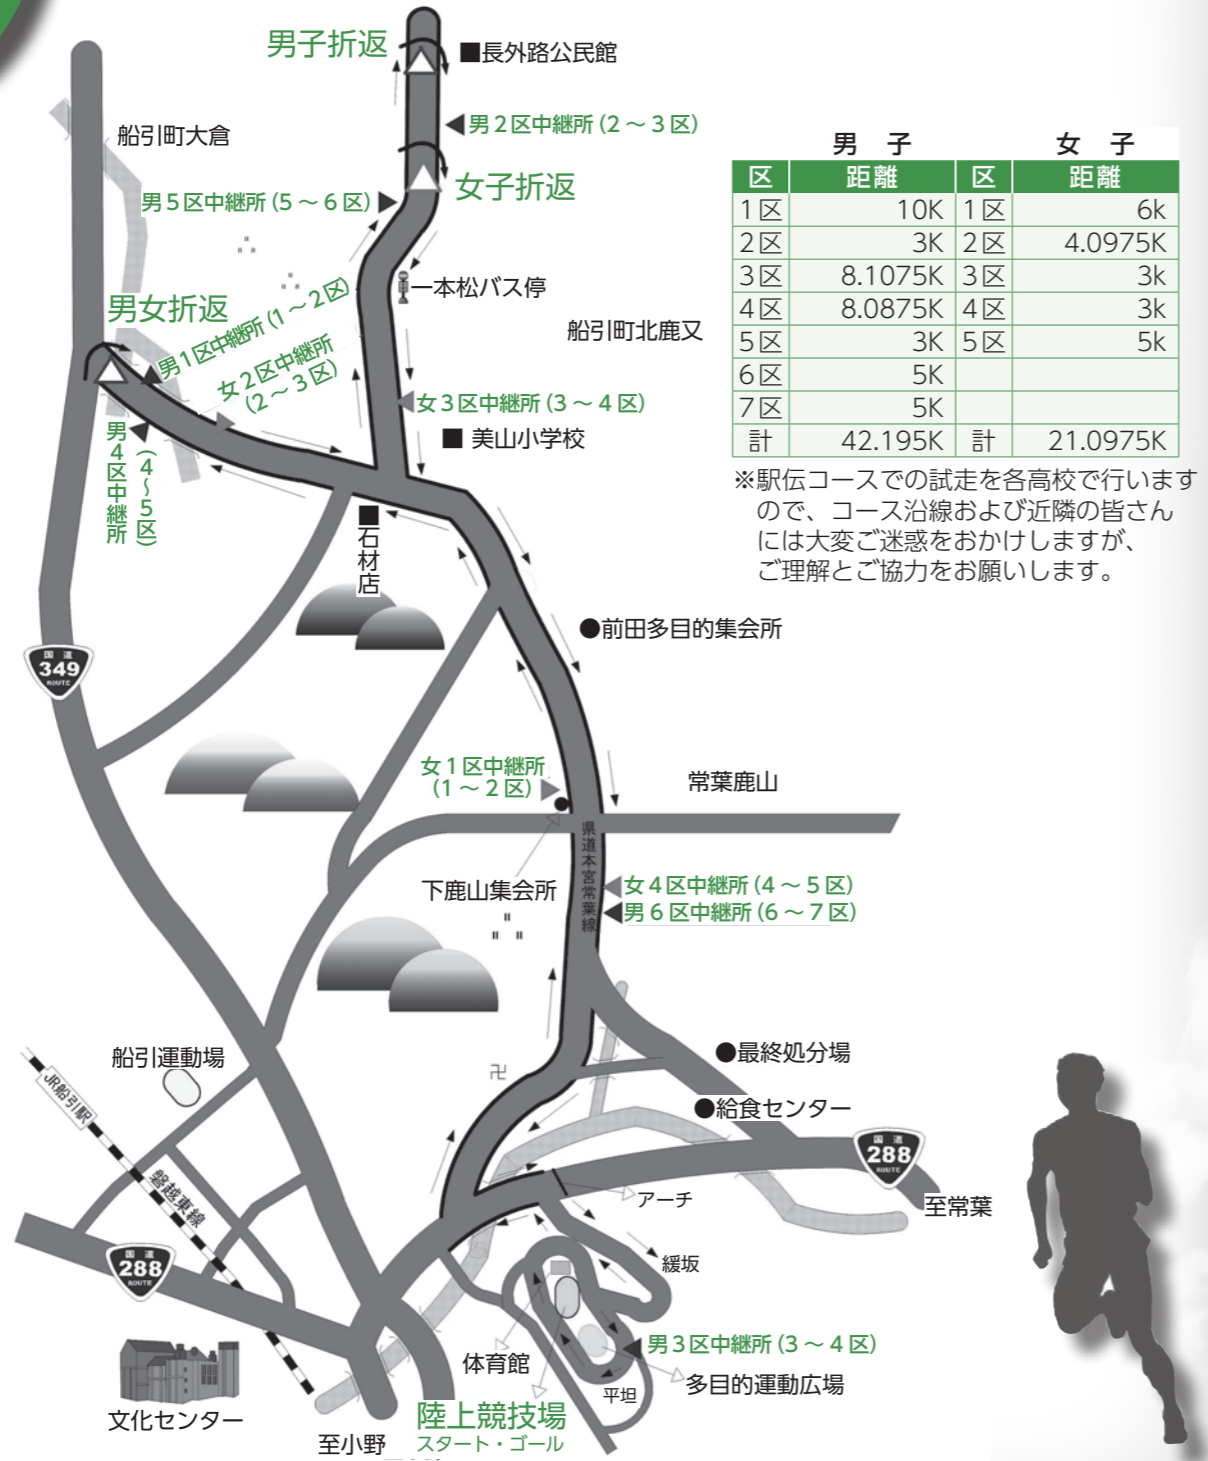 男子折返
■長外路公民館
船引町大倉
男2区中継所(2～3区)
男5区中継所(5～6区)
女子折返
一本松バス停
男女折返
男1区中継所(1～2区)
女2区中継所
(2～3区)
船引町北鹿又
女3区中継所(3～4区)
■ 美山小学校
男4区中継所
(4～5区)
■石材店
男 子 女 子
区 距離 区 距離
1区 10K 1区 6k
2区 3K 2区 4.0975K
3区 8.1075K 3区 3k
4区 8.0875K 4区 3k
5区 3K 5区 5k
6区 5K
7区 5K
計 42.195K 計 21.0975K
※駅伝コースでの試走を各高校で行います
ので、コース沿線および近隣の皆さん
には大変ご迷惑をおかけしますが、
ご理解とご協力をお願いします。
●前田多目的集会所
国道
349
ROUTE
女1区中継所
(1～2区)
常葉鹿山
県道本宮常葉線
下鹿山集会所
女4区中継所(4～5区)
男6区中継所(6～7区)
船引運動場
卍
●最終処分場
●給食センター
JR船引駅
磐越東線
国道
288
ROUTE
至常葉
アーチ
緩坂
国道
288
ROUTE
体育館
男3区中継所(3～4区)
多目的運動広場
平坦
文化センター
陸上競技場
スタート・ゴール
至小野